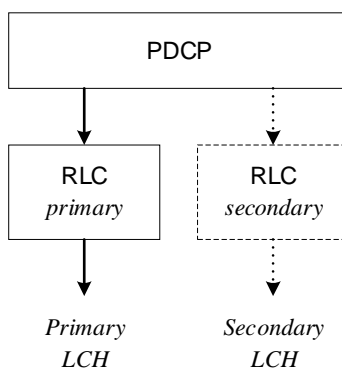 PDCP
RLC
primary
RLC
secondary
Primary
LCH
Secondary
LCH